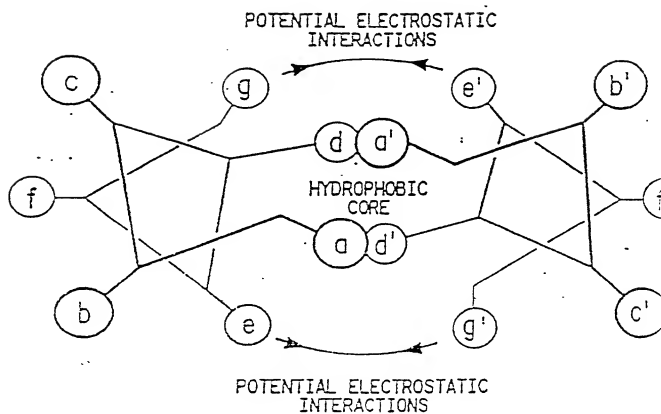 POTENTIAL ELECTROSTATIC
INTERACTIONS
c
g
e'
b'
d
a'
f
HYDROPHOBIC
CORE
f
a
d'
b
e
g'
c'
POTENTIAL ELECTROSTATIC
INTERACTIONS